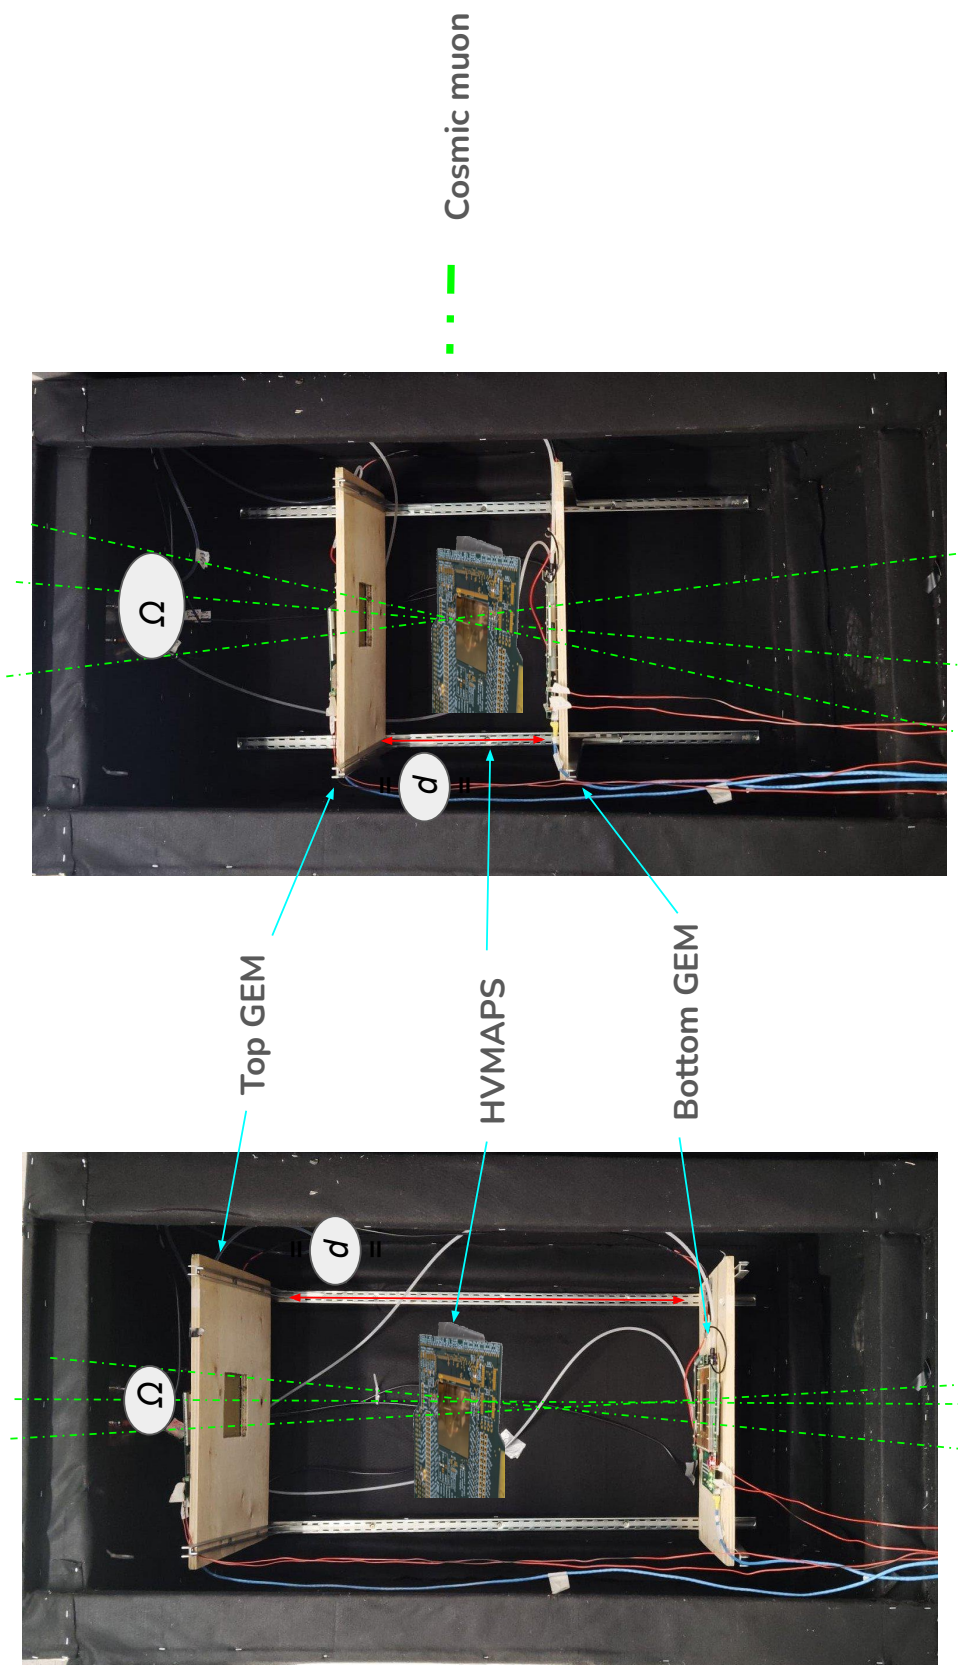 Cosmic muon
Ω
= d =
Top GEM
HVMAPS
Bottom GEM
Ω
= d =